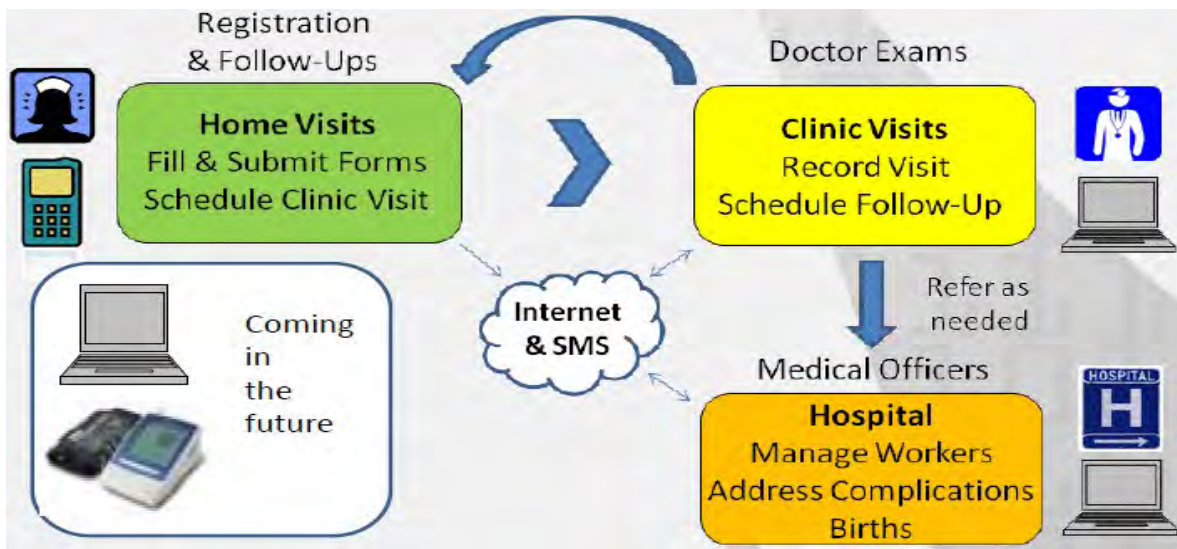 Registration
& Follow-Ups
Home Visits
Fill & Submit Forms
Schedule Clinic Visit
Doctor Exams
Clinic Visits
Record Visit
Schedule Follow-Up
Internet
& SMS
Refer as
needed
Coming
in
the
future
Medical Officers
Hospital
Manage Workers
Address Complications
Births
HOSPITAL
H